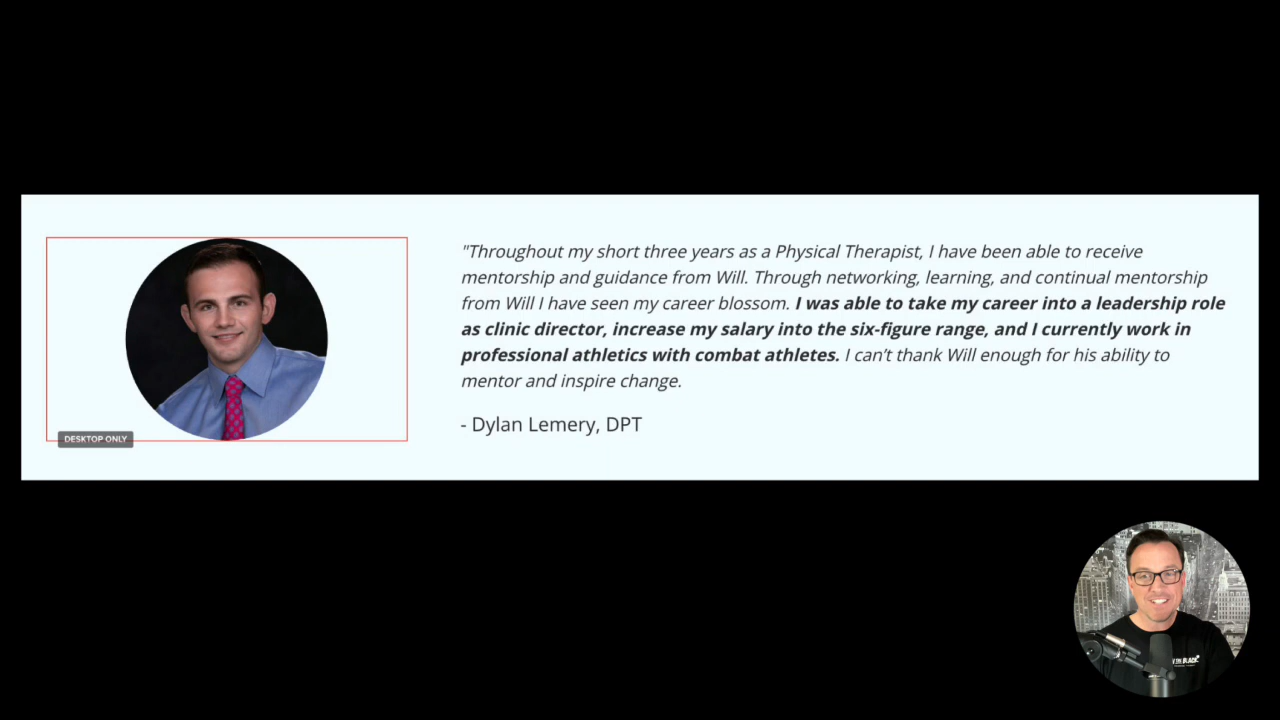 "Throughout my short three years as a Physical Therapist, I have been able to receive
mentorship and guidance from Will. Through networking, learning, and continual mentorship
from Will I have seen my career blossom. I was able to take my career into a leadership role
as clinic director, increase my salary into the six-figure range, and I currently work in
professional athletics with combat athletes. I can't thank Will enough for his ability to
mentor and inspire change.
- Dylan Lemery, DPT
DESKTOP ONLY